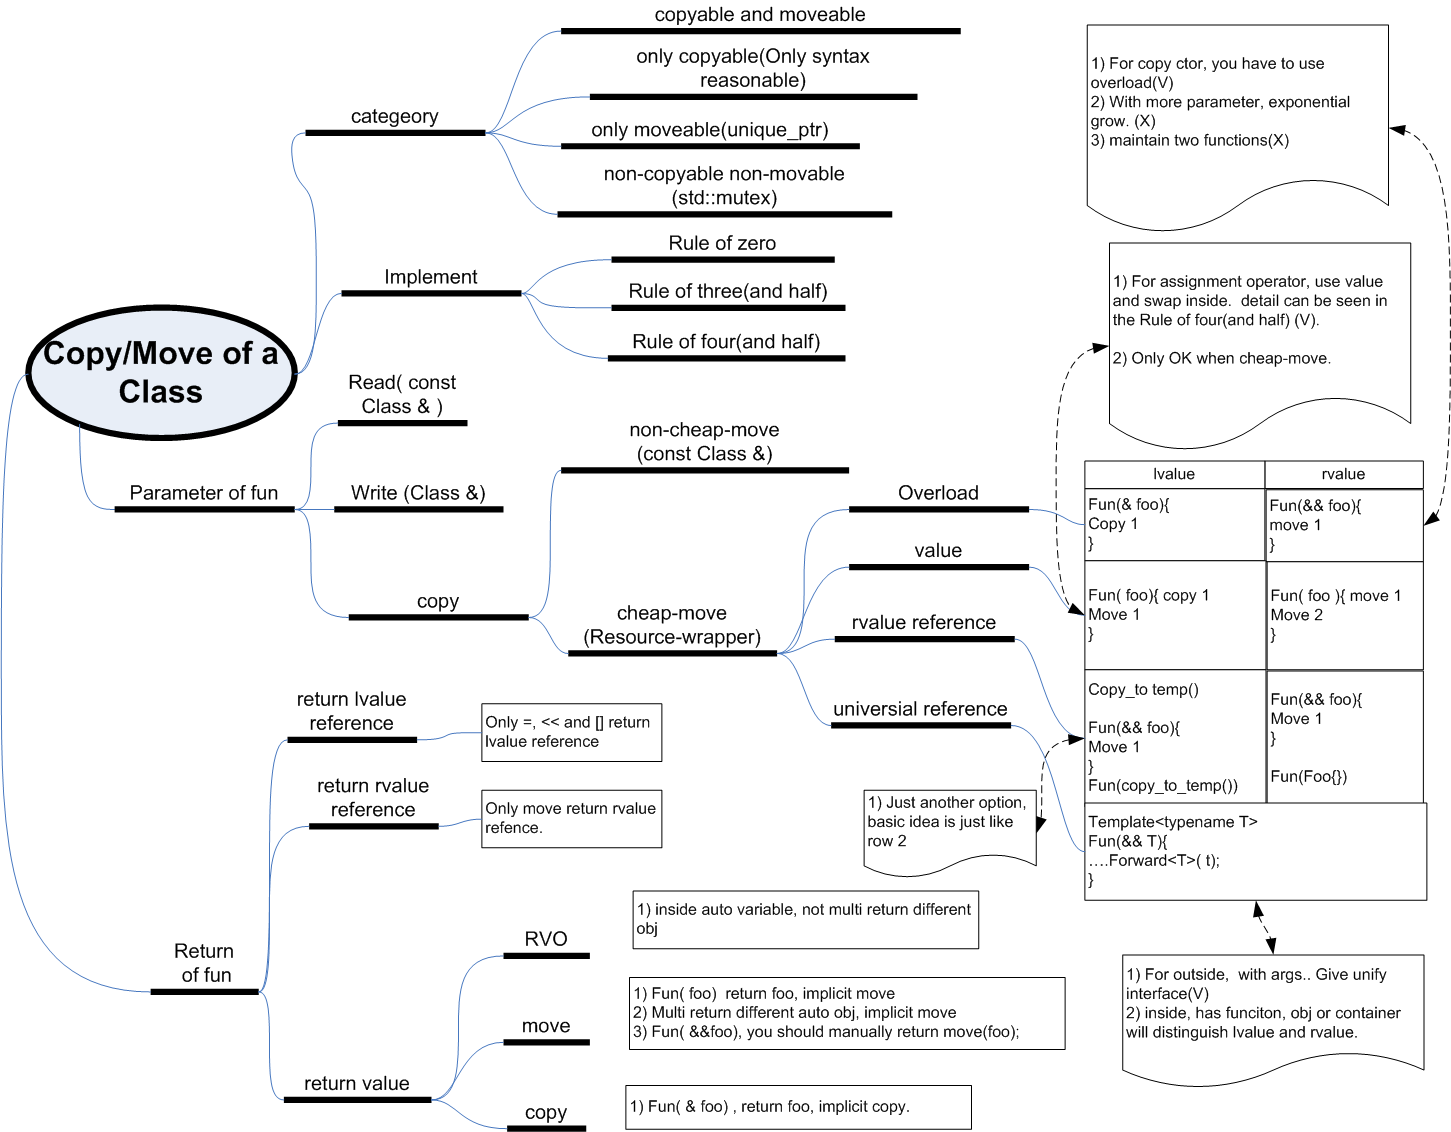 Copy/Move of a
Class
categeory
copyable and moveable
only copyable(Only syntax
reasonable)
only moveable(unique_ptr)
non-copyable non-movable
(std::mutex)
Implement
Rule of zero
Rule of three(and half)
Rule of four(and half)
Parameter of fun
Read( const
Class & )
Write (Class &)
copy
non-cheap-move
(const Class &)
cheap-move
(Resource-wrapper)
Overload
value
rvalue reference
universial reference
1) For copy ctor, you have to use
overload(V)
2) With more parameter, exponential
grow. (X)
3) maintain two functions(X)
1) For assignment operator, use value
and swap inside.  detail can be seen in
the Rule of four(and half) (V).
2) Only OK when cheap-move.
lvalue
rvalue
Fun(& foo){
Copy 1
}
Fun(&& foo){
move 1
}
Fun( foo){ copy 1
Move 1
}
Fun( foo ){ move 1
Move 2
}
Copy_to temp()
Fun(&& foo){
Move 1
}
Fun(copy_to_temp())
Fun(&& foo){
Move 1
}
Fun(Foo{})
Template<typename T>
Fun(&& T){
….Forward<T>( t);
}
1) Just another option,
basic idea is just like
row 2
1) For outside,  with args.. Give unify
interface(V)
2) inside, has funciton, obj or container
will distinguish lvalue and rvalue.
Return
of fun
return lvalue
reference
Only =, << and [] return
lvalue reference
return rvalue
reference
Only move return rvalue
refence.
return value
RVO
1) inside auto variable, not multi return different
obj
move
1) Fun( foo)  return foo, implicit move
2) Multi return different auto obj, implicit move
3) Fun( &&foo), you should manually return move(foo);
copy
1) Fun( & foo) , return foo, implicit copy.